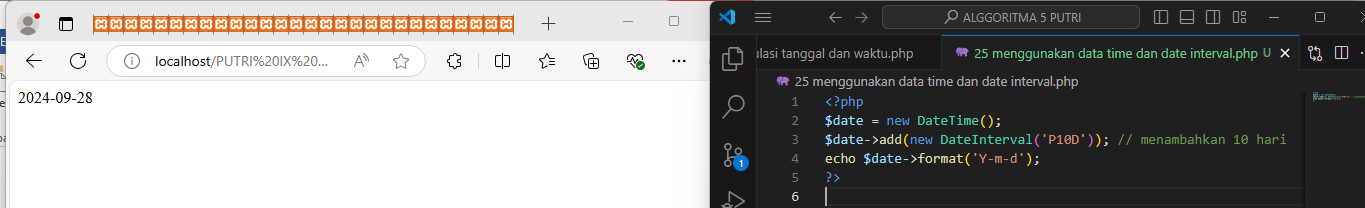 localhost/PUTRI%20IX%20...
2024-09-28
ALGGORITMA 5 PUTRI
ulasi tanggal dan waktu.php
25 menggunakan data time dan date interval.php U
25 menggunakan data time dan date interval.php
1 <?php
2 $date = new DateTime();
3 $date->add(new DateInterval('P10D')); // menambahkan 10 hari
4 echo $date->format('Y-m-d');
5 ?>
6
1